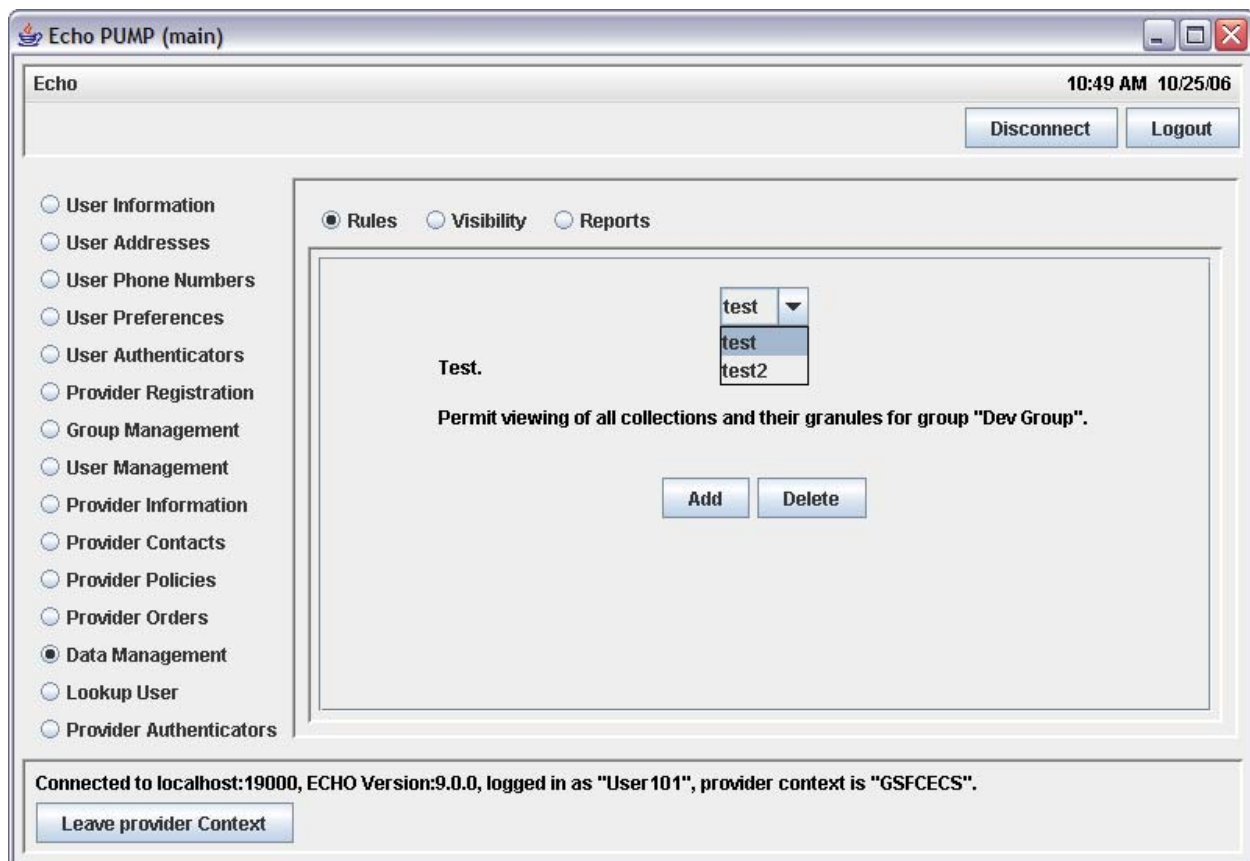 Echo PUMP (main)
Echo
10:49 AM 10/25/06
Disconnect
Logout
User Information
User Addresses
User Phone Numbers
User Preferences
User Authenticators
Provider Registration
Group Management
User Management
Provider Information
Provider Contacts
Provider Policies
Provider Orders
Data Management
Lookup User
Provider Authenticators
Rules
Visibility
Reports
test
test
test2
Test.
Permit viewing of all collections and their granules for group "Dev Group".
Add
Delete
Connected to localhost:19000, ECHO Version:9.0.0, logged in as "User101", provider context is "GSFCECS".
Leave provider Context